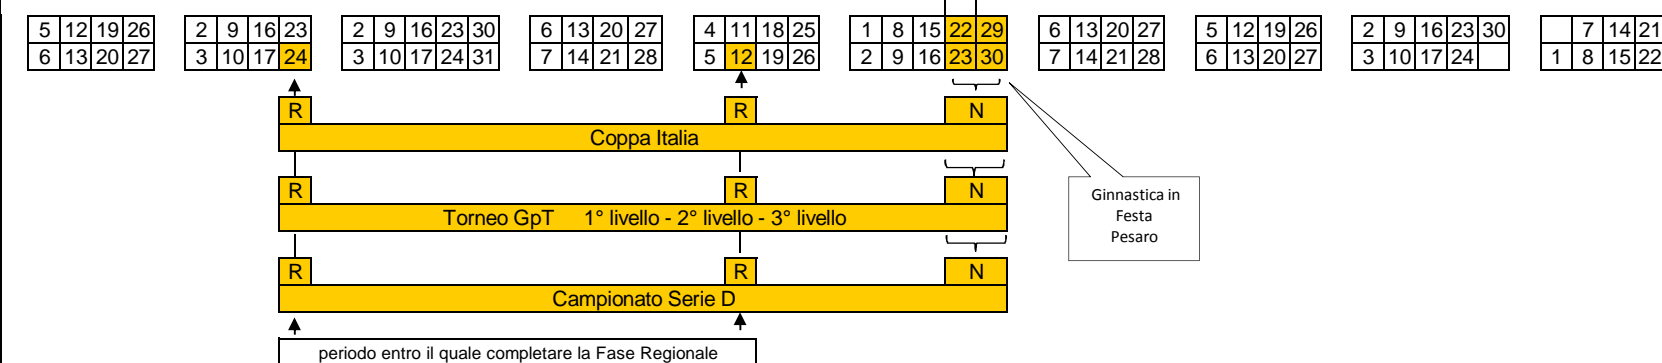 5 12 19 26 2 9 16 23 2 9 16 23 30 6 13 20 27 4 11 18 25 1 8 15 22 29 6 13 20 27 5 12 19 26 2 9 16 23 30 7 14 21
6 13 20 27 3 10 17 24 3 10 17 24 31 7 14 21 28 5 12 19 26 2 9 16 23 30 7 14 21 28 6 13 20 27 3 10 17 24 1 8 15 22
R R N
Coppa Italia
R R N
Torneo GpT 1° livello - 2° livello - 3° livello
Ginnastica in
Festa
Pesaro
R R N
Campionato Serie D
periodo entro il quale completare la Fase Regionale